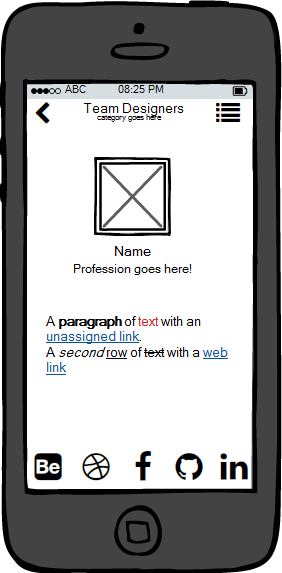 ABC 08:25 PM
Team Designers
category goes here
Name
Profession goes here!
A paragraph of text with an
unassigned link.
A second row of text with a web
link
Be f in